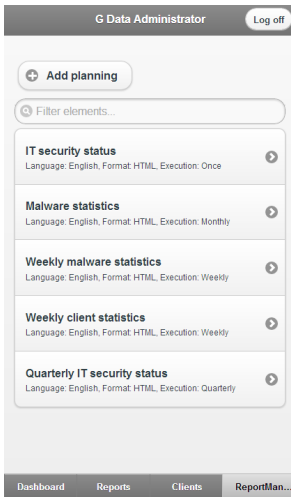 G Data Administrator
Log off
Add planning
Filter elements...
IT security status
Language: English, Format: HTML, Execution: Once
Malware statistics
Language: English, Format: HTML, Execution: Monthly
Weekly malware statistics
Language: English, Format: HTML, Execution: Weekly
Weekly client statistics
Language: English, Format: HTML, Execution: Weekly
Quarterly IT security status
Language: English, Format: HTML, Execution: Quarterly
Dashboard
Reports
Clients
ReportMan...